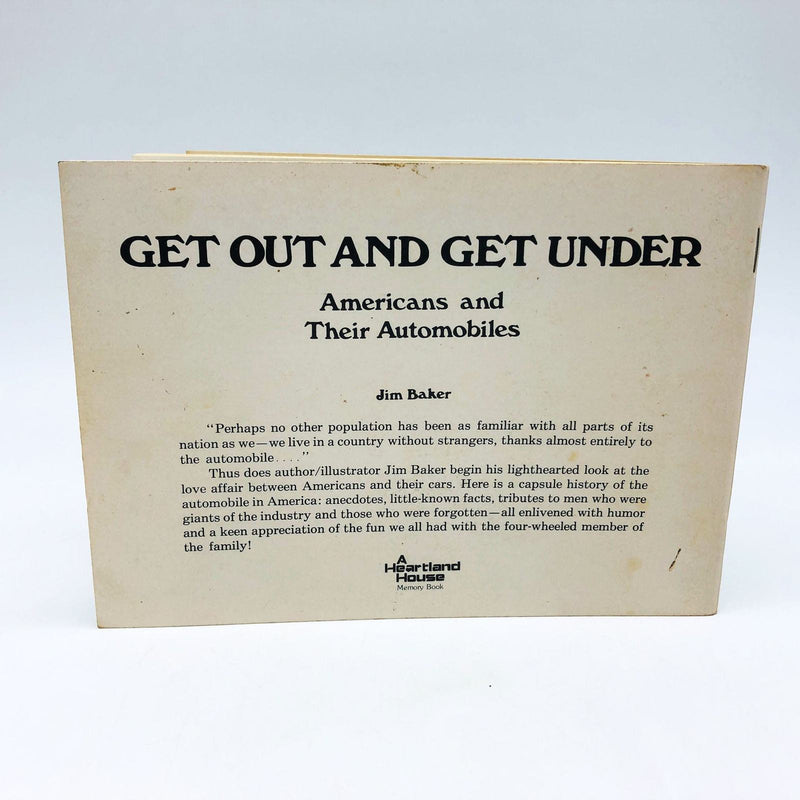 GET OUT AND GET UNDER
Americans and
Their Automobiles
Jim Baker
"Perhaps no other population has been as familiar with all parts of its
nation as we—we live in a country without strangers, thanks almost entirely to
the automobile...."
Thus does author/illustrator Jim Baker begin his lighthearted look at the
love affair between Americans and their cars. Here is a capsule history of the
automobile in America: anecdotes, little-known facts, tributes to men who were
giants of the industry and those who were forgotten—all enlivened with humor
and a keen appreciation of the fun we all had with the four-wheeled member of
the family!
A
Heartland
House
Memory Book